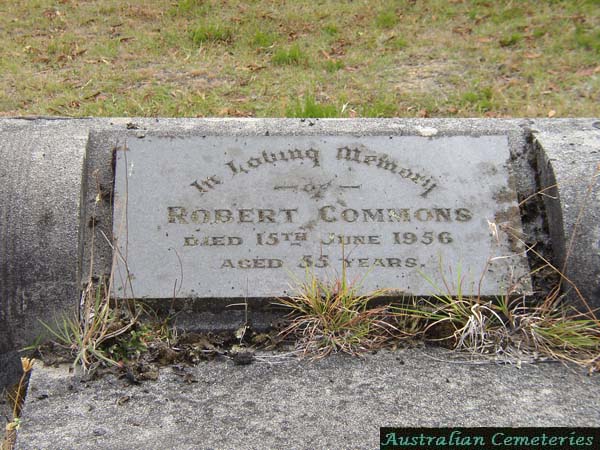 In Loving Memory
of
ROBERT COMMONS
DIED 15TH JUNE 1956
AGED 55 YEARS.
Australian Cemeteries